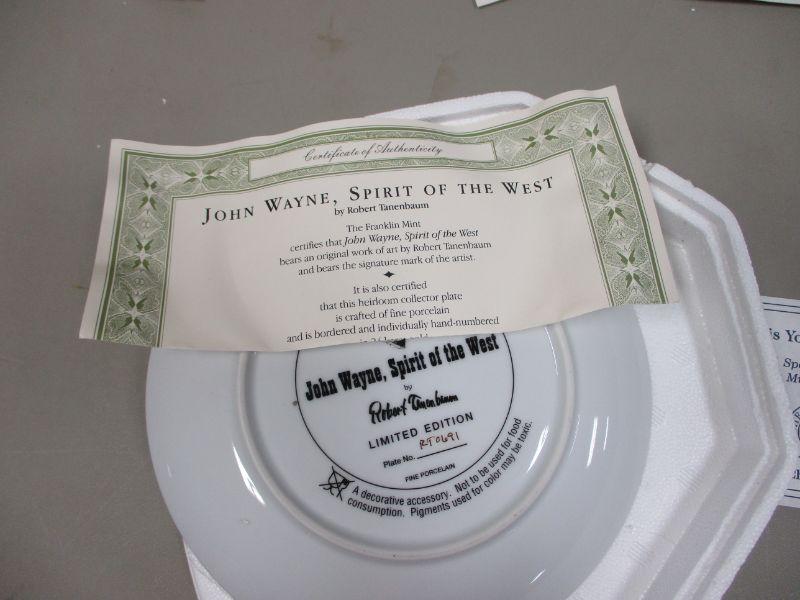 Certificate of Authenticity
JOHN WAYNE, SPIRIT OF THE WEST
by Robert Tanenbaum
The Franklin Mint
certifies that John Wayne, Spirit of the West
bears an original work of art by Robert Tanenbaum
and bears the signature mark of the artist.
It is also certified
that this heirloom collector plate
is crafted of fine porcelain
and is bordered and individually hand-numbered
John Wayne, Spirit of the West
by
Robert Tanenbaum
LIMITED EDITION
Plate No. RT0691
FINE PORCELAIN
A decorative accessory. Not to be used for food
consumption. Pigments used for color may be toxic.